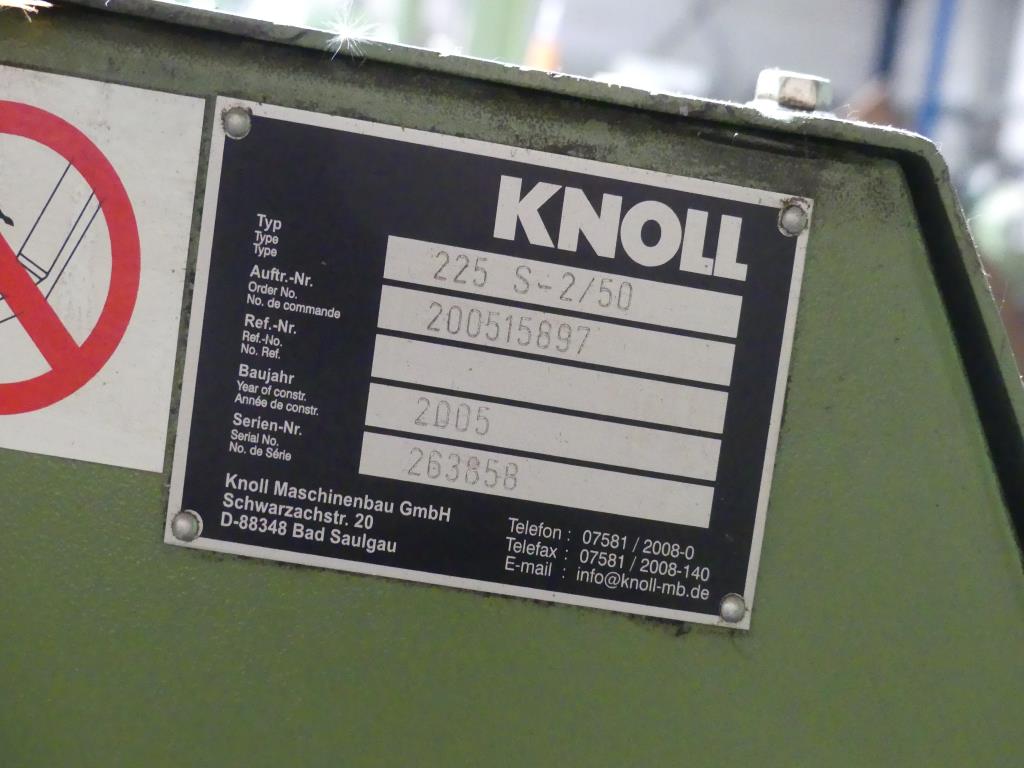 KNOLL
Typ
Type
Type
225 S-2/50
Auftr.-Nr.
Order No.
No. de commande
200515897
Ref.-Nr.
Ref.-No.
No. Ref.
Baujahr
Year of constr.
Année de constr.
2005
Serien-Nr.
Serial No.
No. de Série
263858
Knoll Maschinenbau GmbH
Schwarzachstr. 20
D-88348 Bad Saulgau
Telefon : 07581 / 2008-0
Telefax : 07581 / 2008-140
E-mail : info@knoll-mb.de